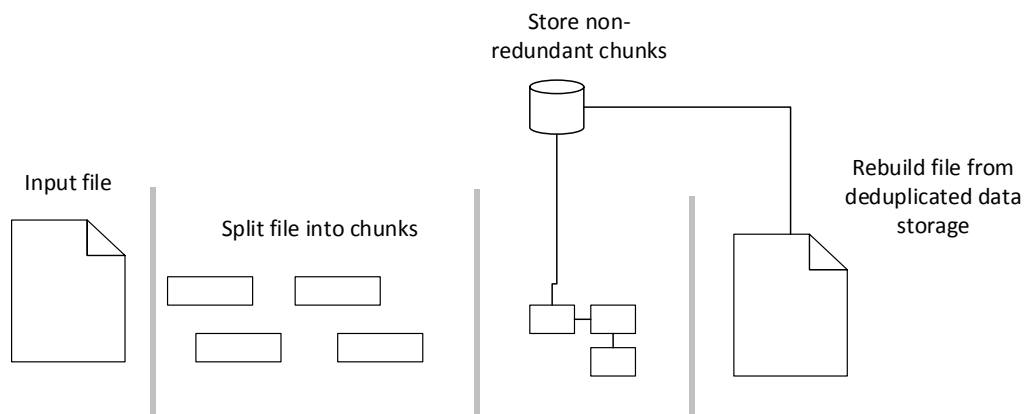 Input file
Split file into chunks
Store non-
redundant chunks
Rebuild file from
deduplicated data
storage